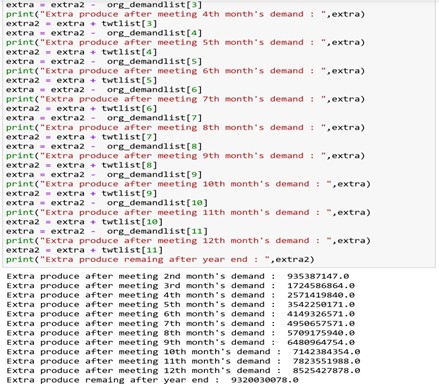 extra = extra2 - org_demandlist[3]
print("Extra produce after meeting 4th month's demand : ",extra)
extra2 = extra + twtlist[3]
extra = extra2 - org_demandlist[4]
print("Extra produce after meeting 5th month's demand : ",extra)
extra2 = extra + twtlist[4]
extra = extra2 - org_demandlist[5]
print("Extra produce after meeting 6th month's demand : ",extra)
extra2 = extra + twtlist[5]
extra = extra2 - org_demandlist[6]
print("Extra produce after meeting 7th month's demand : ",extra)
extra2 = extra + twtlist[6]
extra = extra2 - org_demandlist[7]
print("Extra produce after meeting 8th month's demand : ",extra)
extra2 = extra + twtlist[7]
extra = extra2 - org_demandlist[8]
print("Extra produce after meeting 9th month's demand : ",extra)
extra2 = extra + twtlist[8]
extra = extra2 - org_demandlist[9]
print("Extra produce after meeting 10th month's demand : ",extra)
extra2 = extra + twtlist[9]
extra = extra2 - org_demandlist[10]
print("Extra produce after meeting 11th month's demand : ",extra)
extra2 = extra + twtlist[10]
extra = extra2 - org_demandlist[11]
print("Extra produce after meeting 12th month's demand : ",extra)
extra2 = extra + twtlist[11]
print("Extra produce remaing after year end : ",extra2)
Extra produce after meeting 2nd month's demand : 935387147.0
Extra produce after meeting 3rd month's demand : 1724586864.0
Extra produce after meeting 4th month's demand : 2571419840.0
Extra produce after meeting 5th month's demand : 3542250171.0
Extra produce after meeting 6th month's demand : 4149326571.0
Extra produce after meeting 7th month's demand : 4950657571.0
Extra produce after meeting 8th month's demand : 5709175940.0
Extra produce after meeting 9th month's demand : 6480964754.0
Extra produce after meeting 10th month's demand : 7142384354.0
Extra produce after meeting 11th month's demand : 7823551988.0
Extra produce after meeting 12th month's demand : 8525427878.0
Extra produce remaing after year end : 9320030078.0